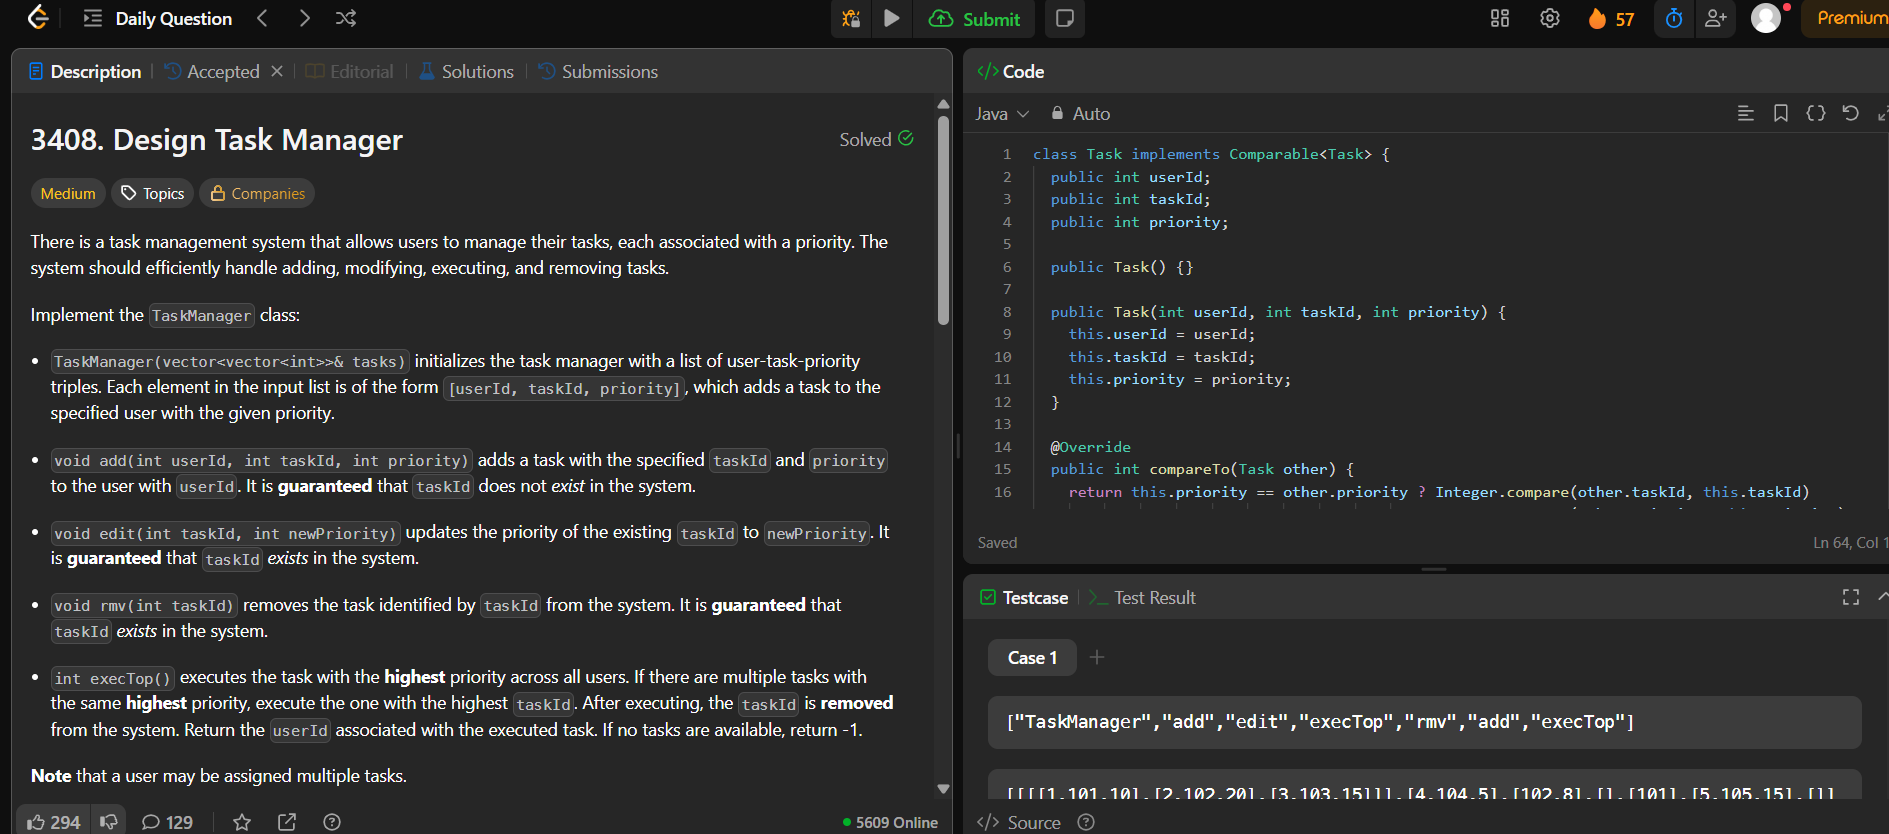 Daily Question
Submit
57
Premium
Description
Accepted
Editorial
Solutions
Submissions
3408. Design Task Manager
Solved
Medium
Topics
Companies
There is a task management system that allows users to manage their tasks, each associated with a priority. The
system should efficiently handle adding, modifying, executing, and removing tasks.
Implement the TaskManager class:
• TaskManager(vector<vector<int>>& tasks) initializes the task manager with a list of user-task-priority
triples. Each element in the input list is of the form [userId, taskId, priority], which adds a task to the
specified user with the given priority.
• void add(int userId, int taskId, int priority) adds a task with the specified taskId and priority
to the user with userId. It is guaranteed that taskId does not exist in the system.
• void edit(int taskId, int newPriority) updates the priority of the existing taskId to newPriority. It
is guaranteed that taskId exists in the system.
• void rmv(int taskId) removes the task identified by taskId from the system. It is guaranteed that
taskId exists in the system.
• int execTop() executes the task with the highest priority across all users. If there are multiple tasks with
the same highest priority, execute the one with the highest taskId. After executing, the taskId is removed
from the system. Return the userId associated with the executed task. If no tasks are available, return -1.
Note that a user may be assigned multiple tasks.
294
129
5609 Online
</> Code
Java
Auto
1 class Task implements Comparable<Task> {
2 public int userId;
3 public int taskId;
4 public int priority;
5
6 public Task() {}
7
8 public Task(int userId, int taskId, int priority) {
9 this.userId = userId;
10 this.taskId = taskId;
11 this.priority = priority;
12 }
13
14 @Override
15 public int compareTo(Task other) {
16 return this.priority == other.priority ? Integer.compare(other.taskId, this.taskId)
Saved
Ln 64, Col 1
Testcase
>_ Test Result
Case 1
+
["TaskManager","add","edit","execTop","rmv","add","execTop"]
[[[[1,101,10],[2,102,20],[3,103,15]]],[4,104,5],[102,8],[],[101],[5,105,15],[]]
</> Source